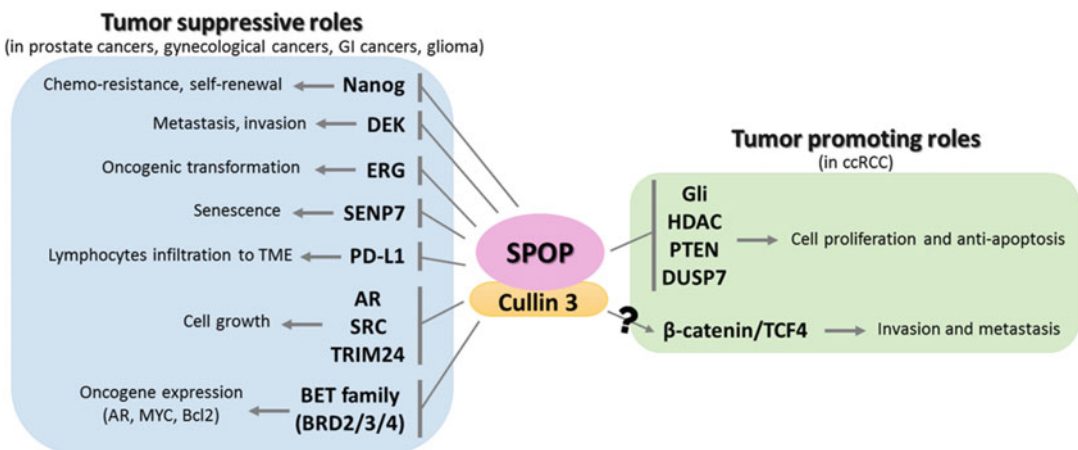 Tumor suppressive roles
(in prostate cancers, gynecological cancers, GI cancers, glioma)
Chemo-resistance, self-renewal
Nanog
Metastasis, invasion
DEK
Oncogenic transformation
ERG
Senescence
SENP7
Lymphocytes infiltration to TME
PD-L1
Cell growth
AR
SRC
TRIM24
Oncogene expression
(AR, MYC, Bcl2)
BET family
(BRD2/3/4)
SPOP
Cullin 3
Tumor promoting roles
(in ccRCC)
Gli
HDAC
PTEN
DUSP7
Cell proliferation and anti-apoptosis
?
β-catenin/TCF4
Invasion and metastasis